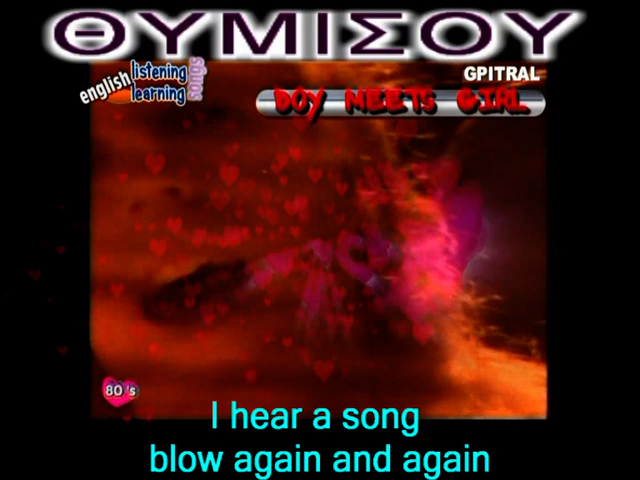 ΘΥΜΙΣΟΥ
english listening learning songs
GPITRAL
BOY MEETS GIRL
80's
I hear a song
blow again and again